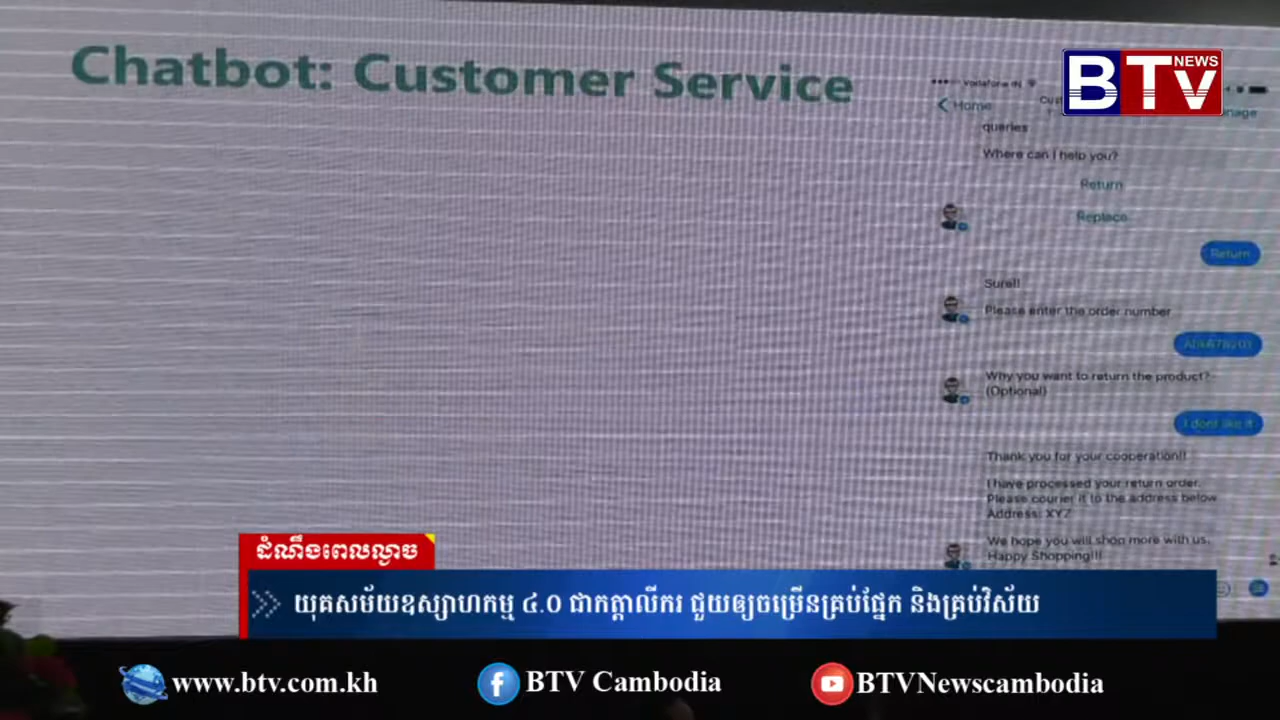 Chatbot: Customer Service
BTV
NEWS
vodafone IN
Home
queries
Where can I help you?
Return
Replace
Return
Sure!!
Please enter the order number
Why you want to return the product?
(Optional)
I dont like it
Thank you for your cooperation!!
I have processed your return order.
Please courier it to the address below
Address: XYZ
We hope you will shop more with us.
Happy Shopping!!!
ដំណឹងពេលល្ងាច
យុគសម័យឧស្សាហកម្ម ៤.០ ជាកត្តាលីករ ជួយឲ្យចម្រើនគ្រប់ផ្នែក និងគ្រប់វិស័យ
www.btv.com.kh
BTV Cambodia
BTVNewscambodia